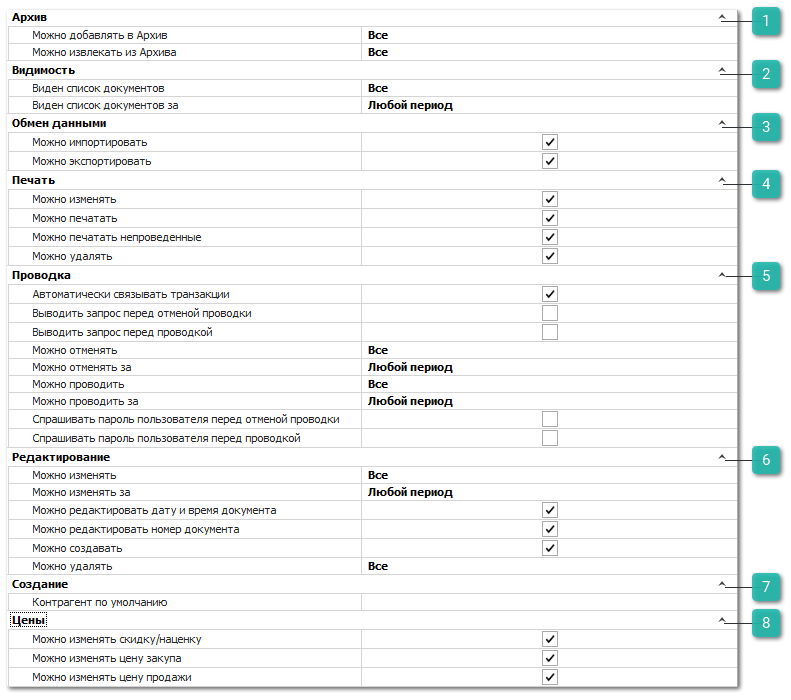 Архив 1
Можно добавлять в Архив Все
Можно извлекать из Архива Все
Видимость 2
Виден список документов Все
Виден список документов за Любой период
Обмен данными 3
Можно импортировать
Можно экспортировать
Печать 4
Можно изменять
Можно печатать
Можно печатать непроведенные
Можно удалять
Проводка 5
Автоматически связывать транзакции
Выводить запрос перед отменой проводки
Выводить запрос перед проводкой
Можно отменять Все
Можно отменять за Любой период
Можно проводить Все
Можно проводить за Любой период
Спрашивать пароль пользователя перед отменой проводки
Спрашивать пароль пользователя перед проводкой
Редактирование 6
Можно изменять Все
Можно изменять за Любой период
Можно редактировать дату и время документа
Можно редактировать номер документа
Можно создавать
Можно удалять Все
Создание 7
Контрагент по умолчанию
Цены 8
Можно изменять скидку/наценку
Можно изменять цену закупа
Можно изменять цену продажи